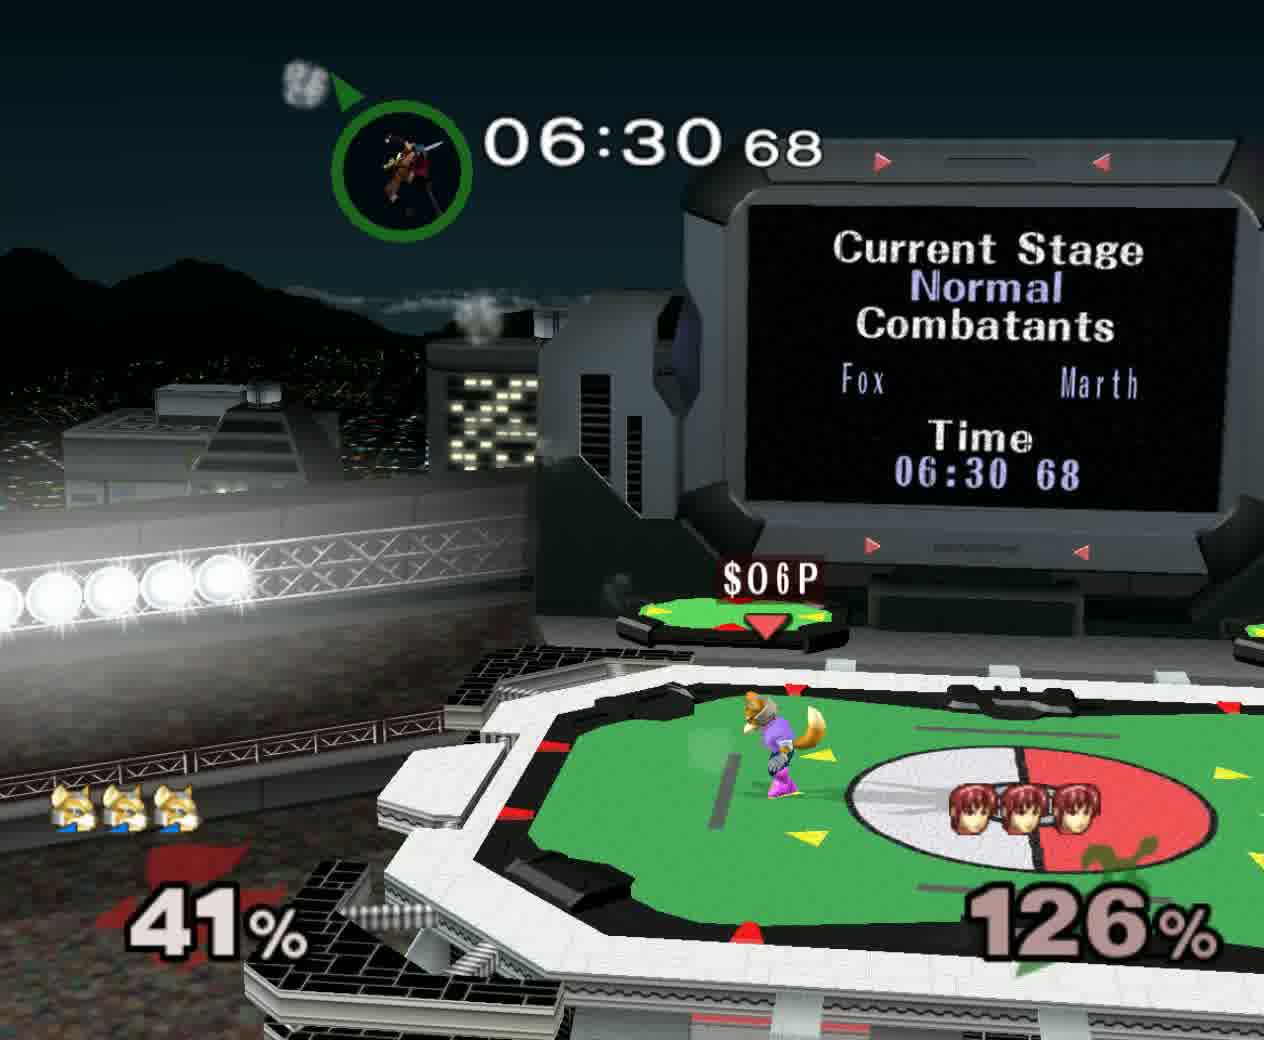 06:30 68
Current Stage
Normal
Combatants
Fox Marth
Time
06:30 68
$06P
41%
126%